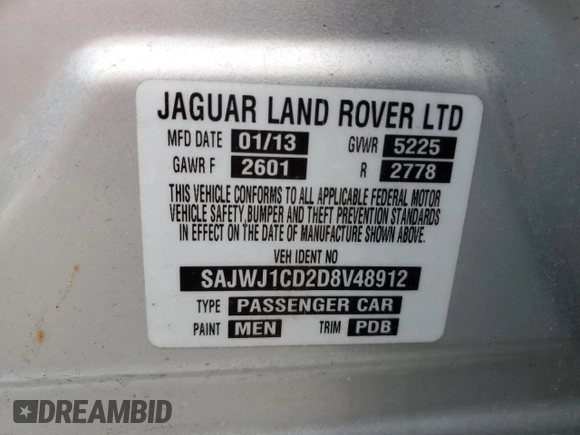 JAGUAR LAND ROVER LTD
MFD DATE 01/13 GVWR 5225
GAWR F 2601 R 2778
THIS VEHICLE CONFORMS TO ALL APPLICABLE FEDERAL MOTOR
VEHICLE SAFETY, BUMPER AND THEFT PREVENTION STANDARDS
IN EFFECT ON THE DATE OF MANUFACTURE SHOWN ABOVE.
VEH IDENT NO
SAJWJ1CD2D8V48912
TYPE PASSENGER CAR
PAINT MEN TRIM PDB
DREAMBID